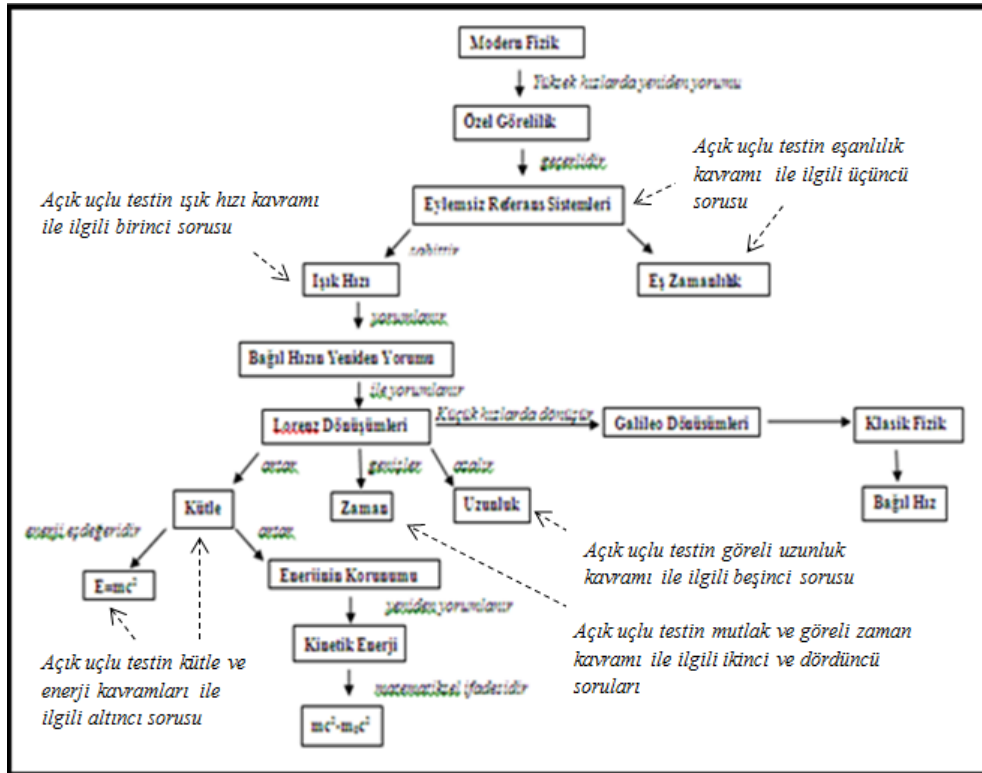 Modern Fizik
Yüksek hızlarda yeniden yorumu
Özel Görelilik
geçerlidir
Açık uçlu testin eşanlılık
kavramı ile ilgili üçüncü
sorusu
Eylemsiz Referans Sistemleri
Açık uçlu testin ışık hızı kavramı
ile ilgili birinci sorusu
sabittir
Işık Hızı
Eş Zamanlılık
yorumlanır
Bağıl Hızın Yeniden Yorumu
ile yorumlanır
Lorenz Dönüşümleri
Küçük hızlarda dönüşür
Galileo Dönüsümleri
Klasik Fizik
artar
genişler
azalır
Kütle
Zaman
Uzunluk
Bağıl Hız
enerji eşdeğeridir
artar
Açık uçlu testin göreli uzunluk
kavramı ile ilgili beşinci sorusu
E=mc²
Enerjinin Korunumu
yeniden yorumlanır
Kinetik Enerji
Açık uçlu testin mutlak ve göreli zaman
kavramı ile ilgili ikinci ve dördüncü
soruları
Açık uçlu testin kütle ve
enerji kavramları ile
ilgili altıncı sorusu
matematiksel ifadesidir
mc²-m₀c²